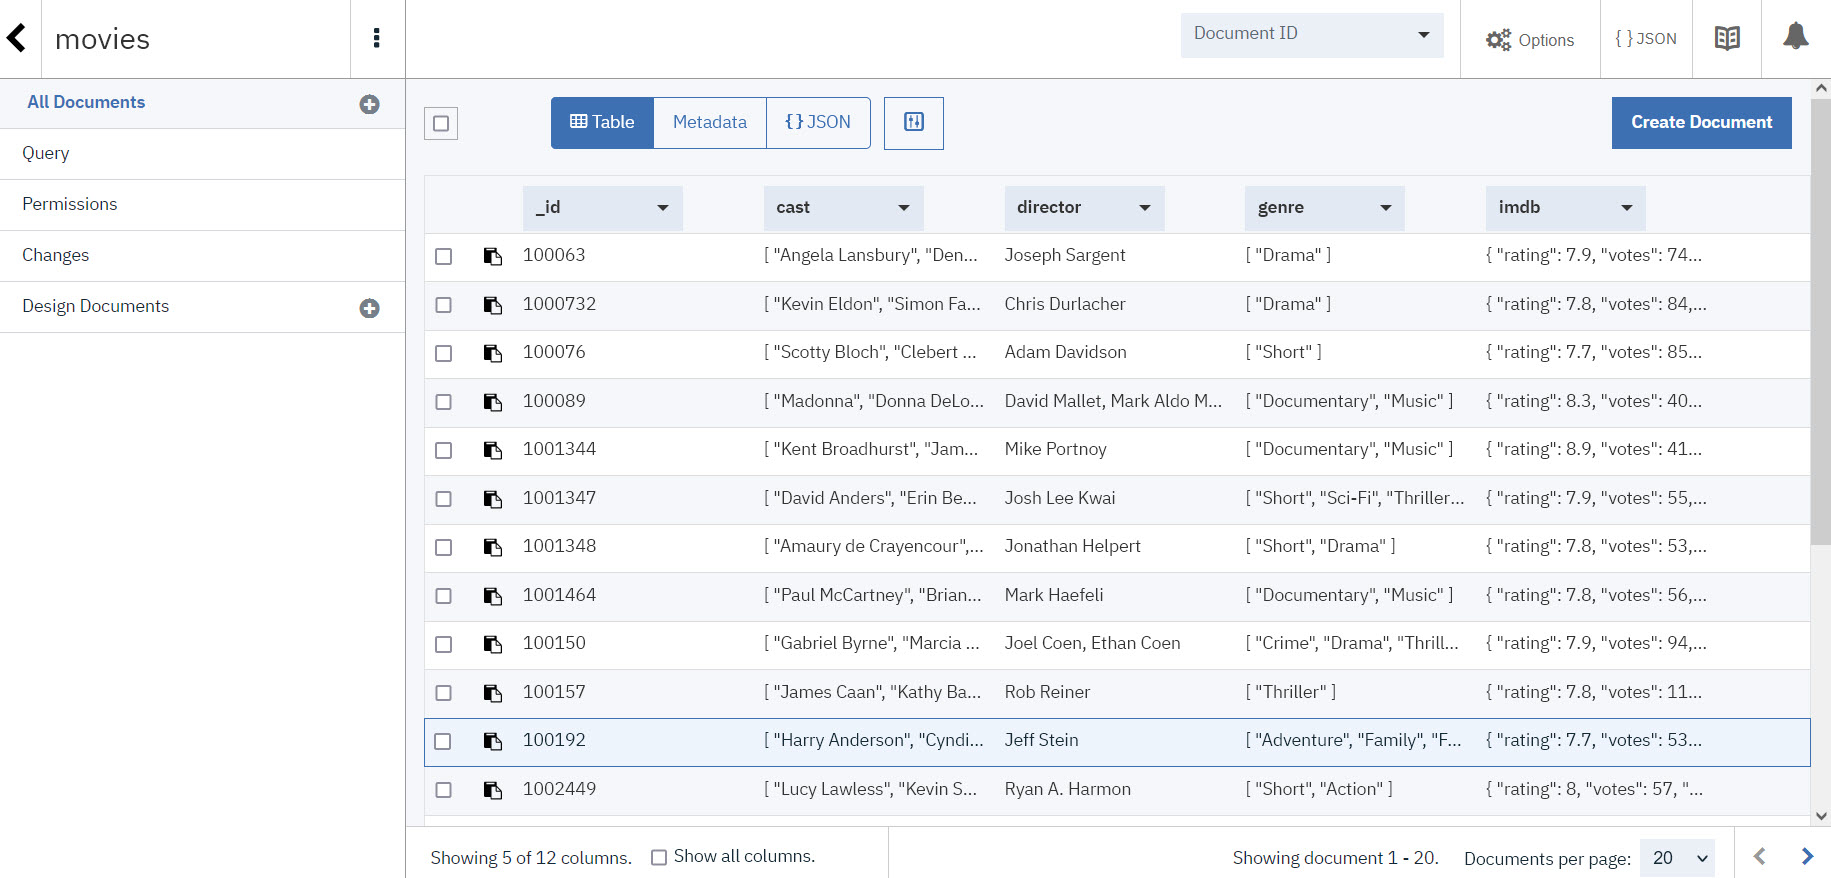 movies
Document ID
Options
{ } JSON
All Documents
Query
Permissions
Changes
Design Documents
Table
Metadata
{} JSON
Create Document
_id cast director genre imdb
100063 [ "Angela Lansbury", "Den... Joseph Sargent [ "Drama" ] { "rating": 7.9, "votes": 74...
1000732 [ "Kevin Eldon", "Simon Fa... Chris Durlacher [ "Drama" ] { "rating": 7.8, "votes": 84,...
100076 [ "Scotty Bloch", "Clebert ... Adam Davidson [ "Short" ] { "rating": 7.7, "votes": 85...
100089 [ "Madonna", "Donna DeLo... David Mallet, Mark Aldo M... [ "Documentary", "Music" ] { "rating": 8.3, "votes": 40...
1001344 [ "Kent Broadhurst", "Jam... Mike Portnoy [ "Documentary", "Music" ] { "rating": 8.9, "votes": 41...
1001347 [ "David Anders", "Erin Be... Josh Lee Kwai [ "Short", "Sci-Fi", "Thriller... { "rating": 7.9, "votes": 55,...
1001348 [ "Amaury de Crayencour",... Jonathan Helpert [ "Short", "Drama" ] { "rating": 7.8, "votes": 53,...
1001464 [ "Paul McCartney", "Brian... Mark Haefeli [ "Documentary", "Music" ] { "rating": 7.8, "votes": 56,...
100150 [ "Gabriel Byrne", "Marcia ... Joel Coen, Ethan Coen [ "Crime", "Drama", "Thrill... { "rating": 7.9, "votes": 94,...
100157 [ "James Caan", "Kathy Ba... Rob Reiner [ "Thriller" ] { "rating": 7.8, "votes": 11...
100192 [ "Harry Anderson", "Cyndi... Jeff Stein [ "Adventure", "Family", "F... { "rating": 7.7, "votes": 53...
1002449 [ "Lucy Lawless", "Kevin S... Ryan A. Harmon [ "Short", "Action" ] { "rating": 8, "votes": 57, "...
Showing 5 of 12 columns. Show all columns. Showing document 1 - 20. Documents per page: 20